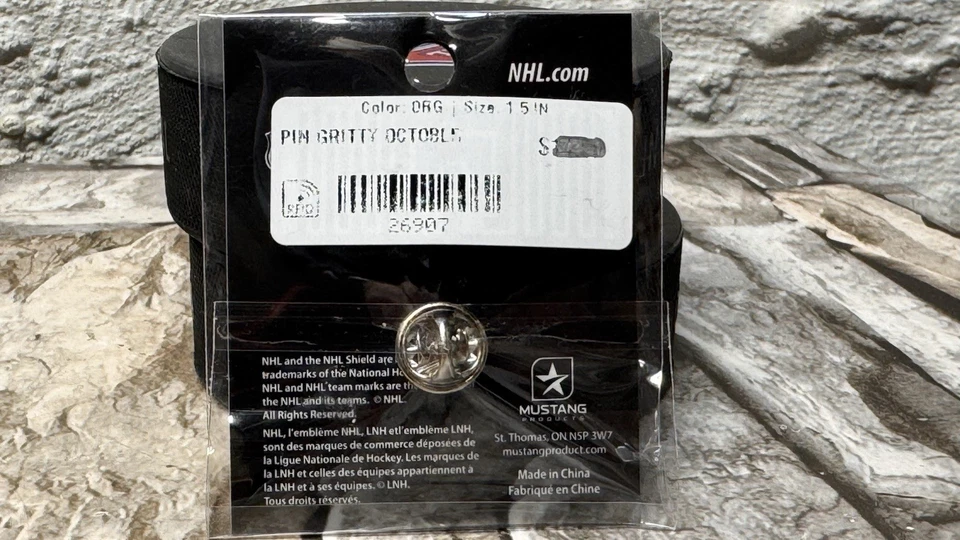 NHL.com
Color: ORG | Size: 1.5 IN
PIN GRITTY OCTOBL5
$
RFID
26907
NHL and the NHL Shield are
trademarks of the National
NHL and NHL team marks are
the NHL and its teams. © NHL.
All Rights Reserved.
NHL, l'emblème NHL, LNH etl'emblème LNH,
sont des marques de commerce déposées de
la Ligue Nationale de Hockey. Les marques de
la LNH et celles des équipes appartiennent à
la LNH et à ses équipes. © LNH.
Tous droits réservés.
MUSTANG
PRODUCTS
St. Thomas, ON N5P 3W7
mustangproduct.com
Made in China
Fabriqué en Chine